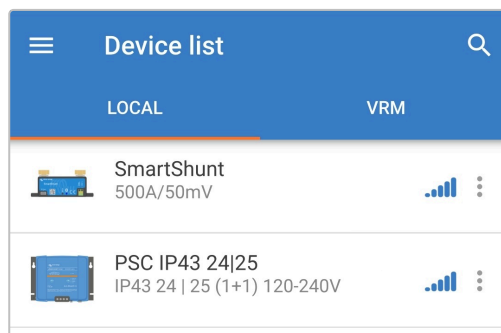 Device list
LOCAL
VRM
SmartShunt
500A/50mV
PSC IP43 24|25
IP43 24 | 25 (1+1) 120-240V